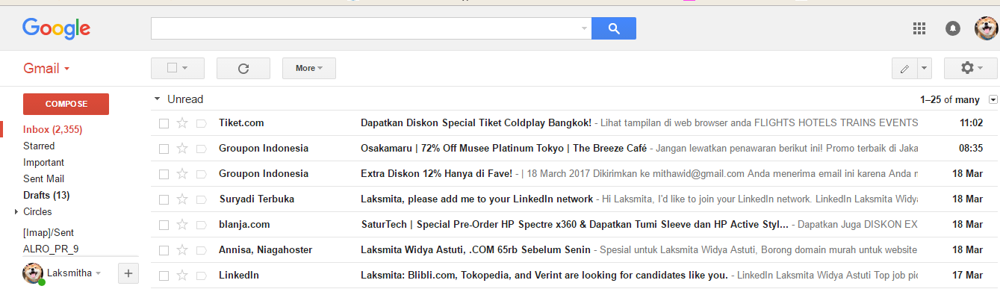 Google
Gmail
More
COMPOSE
Unread
1–25 of many
Inbox (2,355)
Starred
Important
Sent Mail
Drafts (13)
Circles
[Imap]/Sent
ALRO_PR_9
Laksmitha
Tiket.com Dapatkan Diskon Special Tiket Coldplay Bangkok! - Lihat tampilan di web browser anda FLIGHTS HOTELS TRAINS EVENTS 11:02
Groupon Indonesia Osakamaru | 72% Off Musee Platinum Tokyo | The Breeze Café - Jangan lewatkan penawaran berikut ini! Promo terbaik di Jaka 08:35
Groupon Indonesia Extra Diskon 12% Hanya di Fave! - | 18 March 2017 Dikirimkan ke mithawid@gmail.com Anda menerima email ini karena Anda 18 Mar
Suryadi Terbuka Laksmita, please add me to your LinkedIn network - Hi Laksmita, I'd like to join your LinkedIn network. LinkedIn Laksmita Widya 18 Mar
blanja.com SaturTech | Special Pre-Order HP Spectre x360 & Dapatkan Tumi Sleeve dan HP Active Styl... - Dapatkan Juga DISKON EX 18 Mar
Annisa, Niagahoster Laksmita Widya Astuti, .COM 65rb Sebelum Senin - Spesial untuk Laksmita Widya Astuti, Borong domain murah untuk website 18 Mar
LinkedIn Laksmita: Blibli.com, Tokopedia, and Verint are looking for candidates like you. - LinkedIn Laksmita Widya Astuti Top job pic 17 Mar